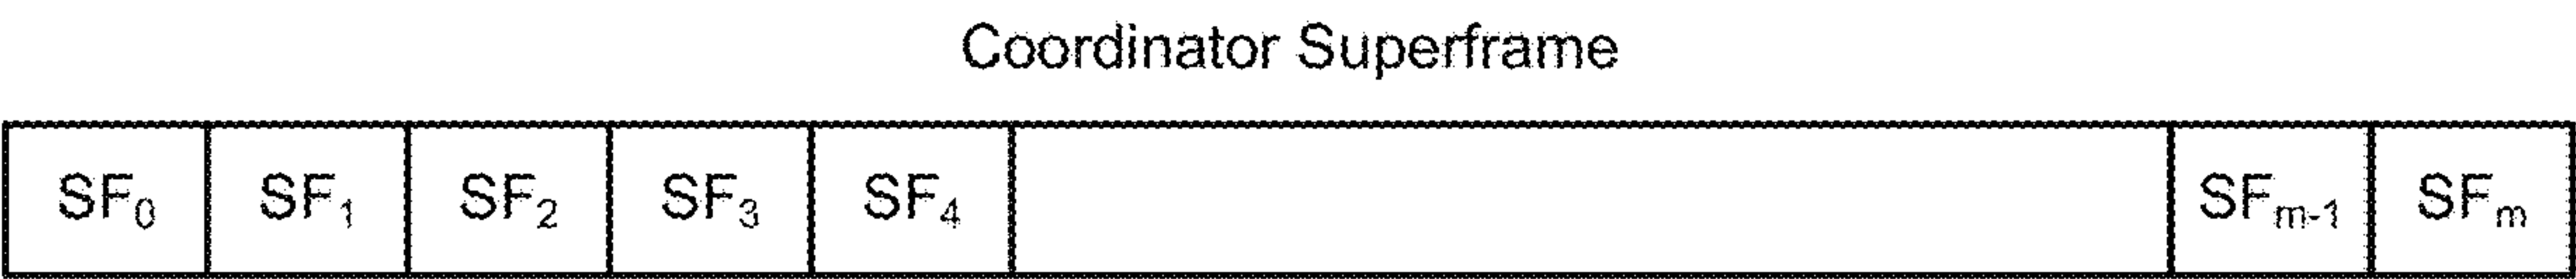 Coordinator Superframe
SF₀ SF₁ SF₂ SF₃ SF₄ SFₘ₋₁ SFₘ